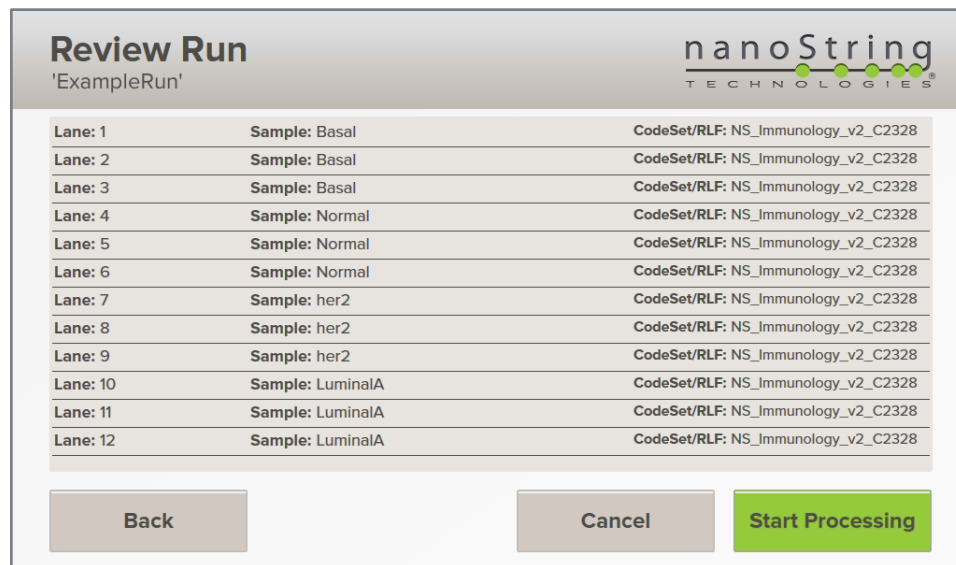 Review Run
'ExampleRun'
nanoString
TECHNOLOGIES®
Lane: 1 Sample: Basal CodeSet/RLF: NS_Immunology_v2_C2328
Lane: 2 Sample: Basal CodeSet/RLF: NS_Immunology_v2_C2328
Lane: 3 Sample: Basal CodeSet/RLF: NS_Immunology_v2_C2328
Lane: 4 Sample: Normal CodeSet/RLF: NS_Immunology_v2_C2328
Lane: 5 Sample: Normal CodeSet/RLF: NS_Immunology_v2_C2328
Lane: 6 Sample: Normal CodeSet/RLF: NS_Immunology_v2_C2328
Lane: 7 Sample: her2 CodeSet/RLF: NS_Immunology_v2_C2328
Lane: 8 Sample: her2 CodeSet/RLF: NS_Immunology_v2_C2328
Lane: 9 Sample: her2 CodeSet/RLF: NS_Immunology_v2_C2328
Lane: 10 Sample: LuminalA CodeSet/RLF: NS_Immunology_v2_C2328
Lane: 11 Sample: LuminalA CodeSet/RLF: NS_Immunology_v2_C2328
Lane: 12 Sample: LuminalA CodeSet/RLF: NS_Immunology_v2_C2328
Back Cancel Start Processing